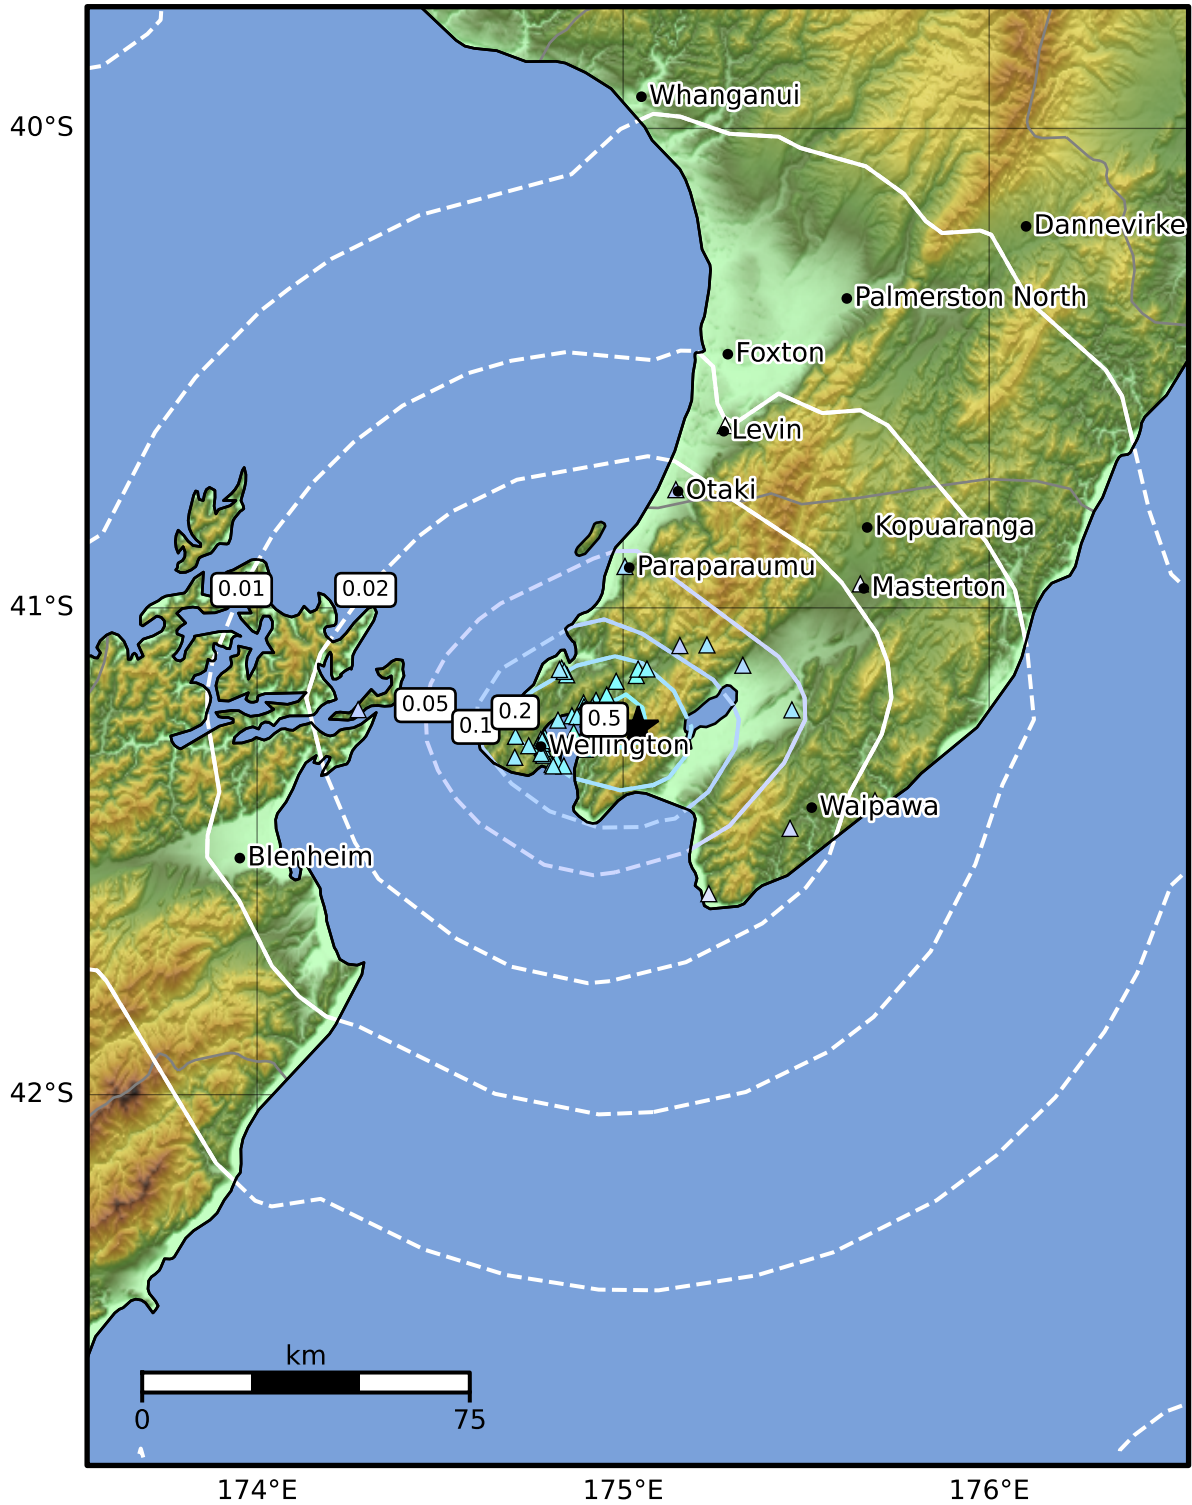 Whanganui
40°S
Dannevirke
Palmerston North
Foxton
Levin
Otaki
Kopuaranga
Paraparaumu
0.01
0.02
Masterton
41°S
0.05
0.2
0.1
0.5
Wellington
Waipawa
Blenheim
42°S
km
0
75
174°E
175°E
176°E